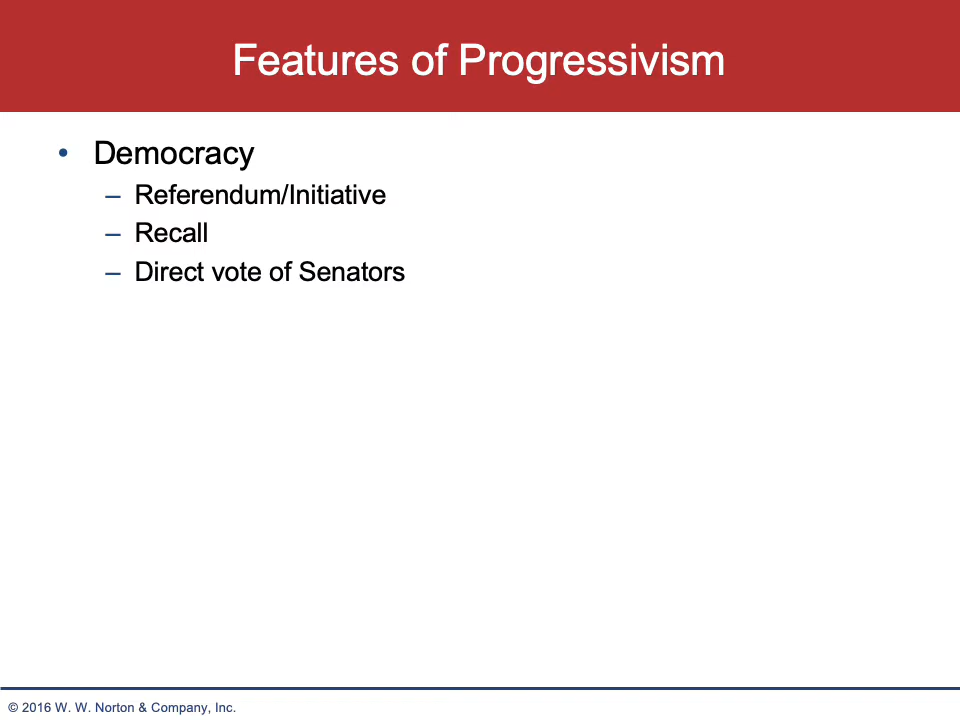 Features of Progressivism
• Democracy
– Referendum/Initiative
– Recall
– Direct vote of Senators
© 2016 W. W. Norton & Company, Inc.